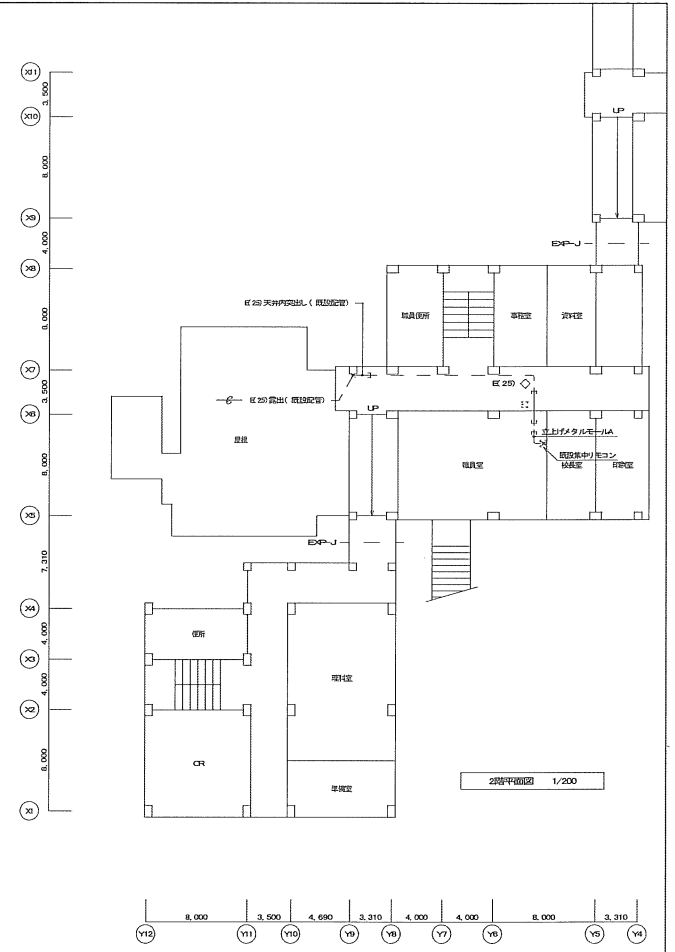 X11
3,500
X10
UP
8,000
X9
4,000
EXP-J
X8
E(25)天井内突出し(既設配管)
職員便所
事務室
資料室
8,000
X7
E(25)
3,500
E(25)露出(既設配管)
X6
UP
立上げメタルモールA
屋根
既設集中リモコン
8,000
職員室
校長室
印刷室
X5
EXP-J
7,310
X4
4,000
便所
X3
理科室
4,000
X2
CR
2階平面図 1/200
8,000
準備室
X1
8,000
3,500
4,690
3,310
4,000
4,000
8,000
3,310
Y12
Y11
Y10
Y9
Y8
Y7
Y6
Y5
Y4